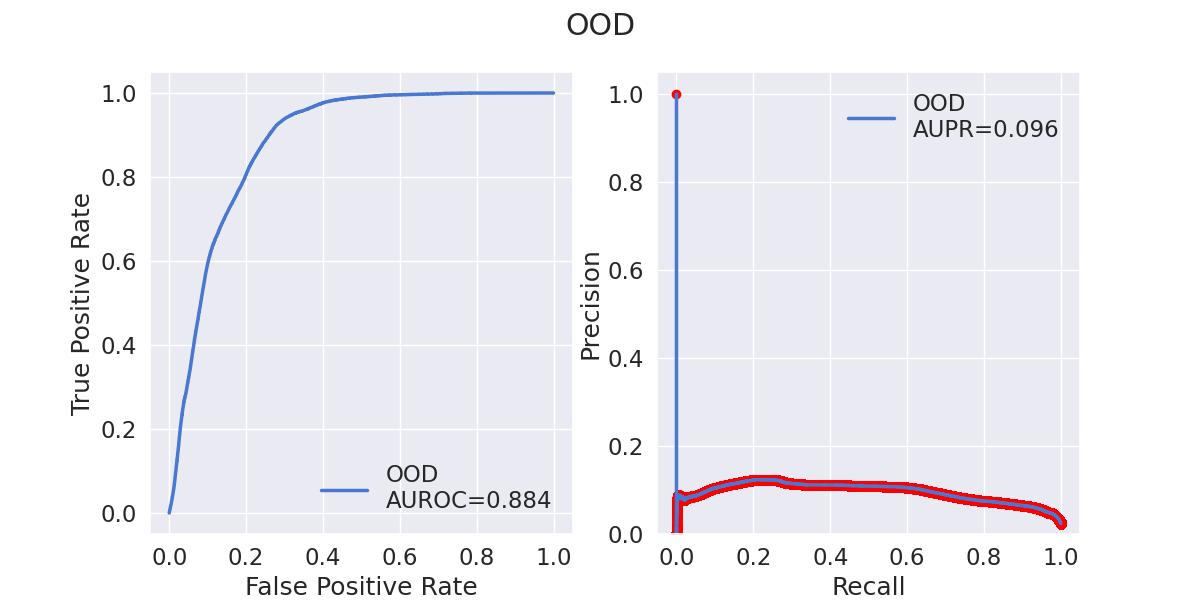 OOD
1.0
0.8
0.6
0.4
0.2
0.0
True Positive Rate
0.0 0.2 0.4 0.6 0.8 1.0
False Positive Rate
OOD
AUROC=0.884
1.0
0.8
0.6
0.4
0.2
0.0
Precision
0.0 0.2 0.4 0.6 0.8 1.0
Recall
OOD
AUPR=0.096